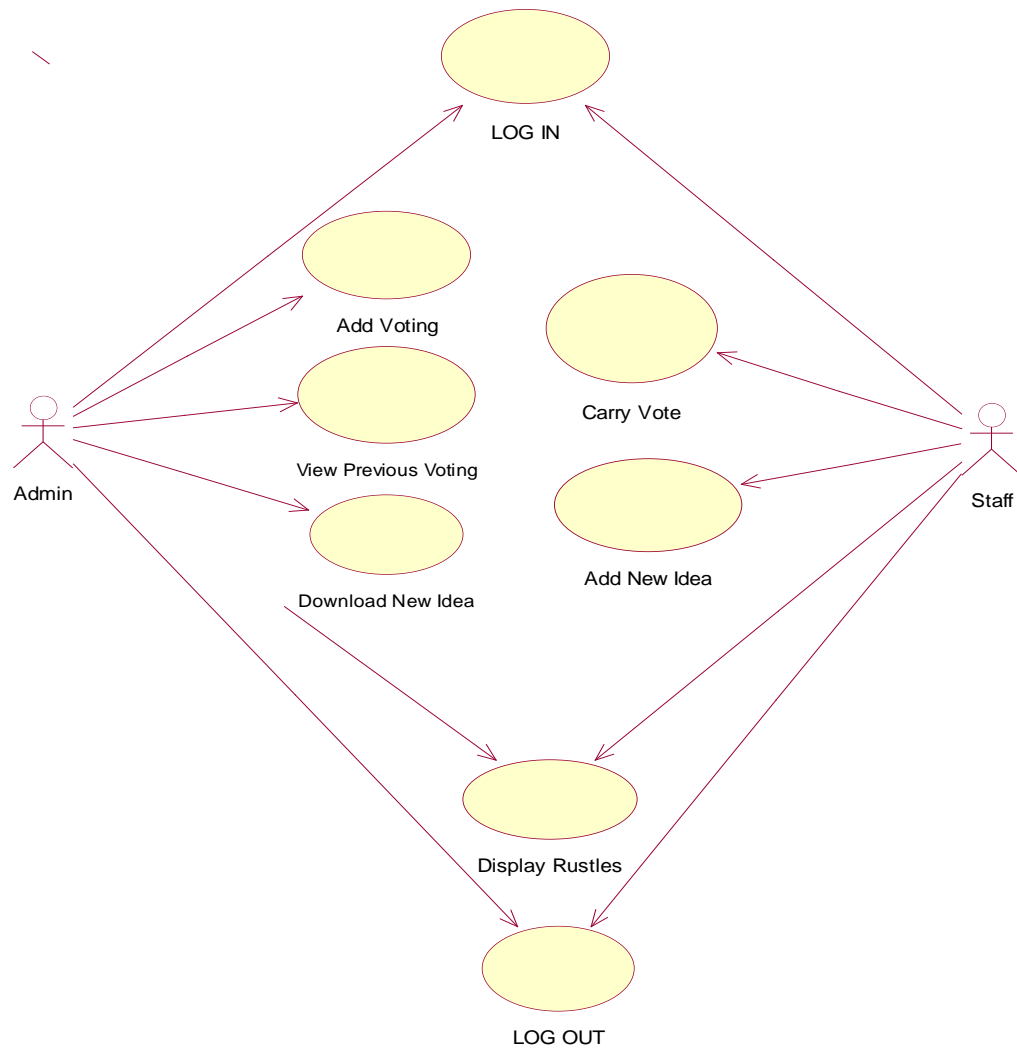 LOG IN
Add Voting
Carry Vote
View Previous Voting
Admin
Staff
Add New Idea
Download New Idea
Display Rustles
LOG OUT